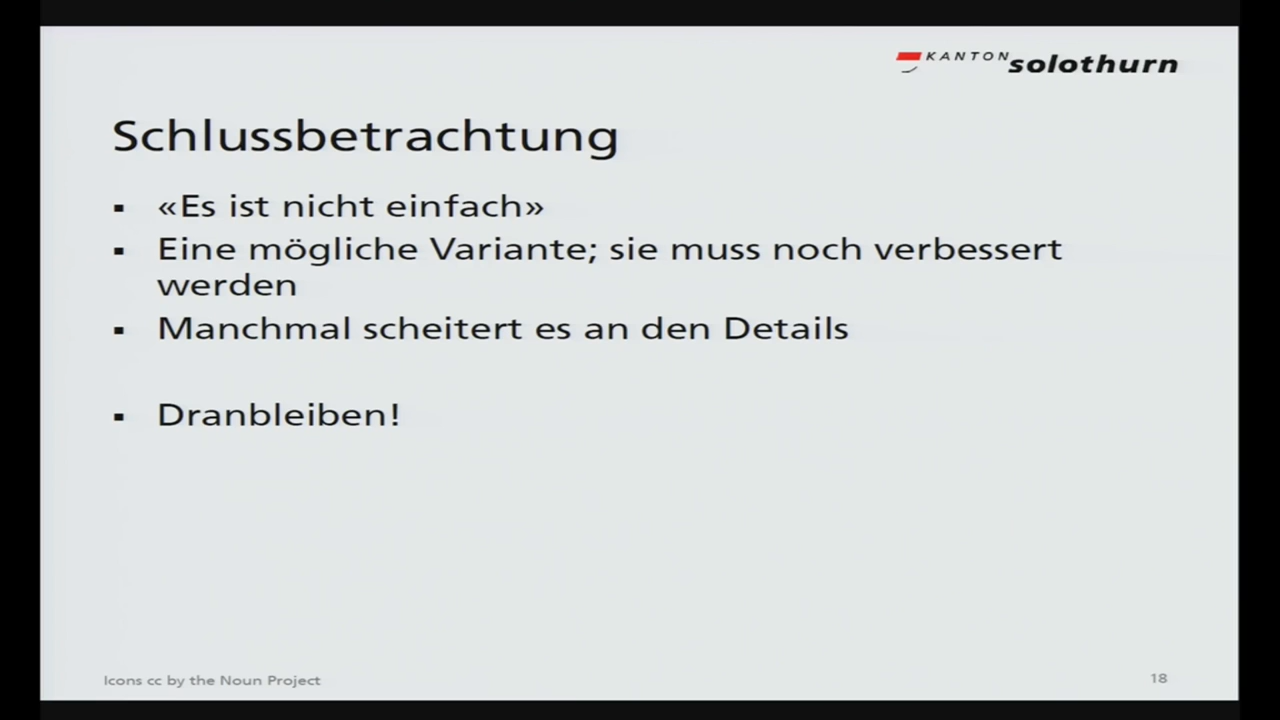 KANTON solothurn
Schlussbetrachtung
▪ «Es ist nicht einfach»
▪ Eine mögliche Variante; sie muss noch verbessert
werden
▪ Manchmal scheitert es an den Details
▪ Dranbleiben!
Icons cc by the Noun Project
18